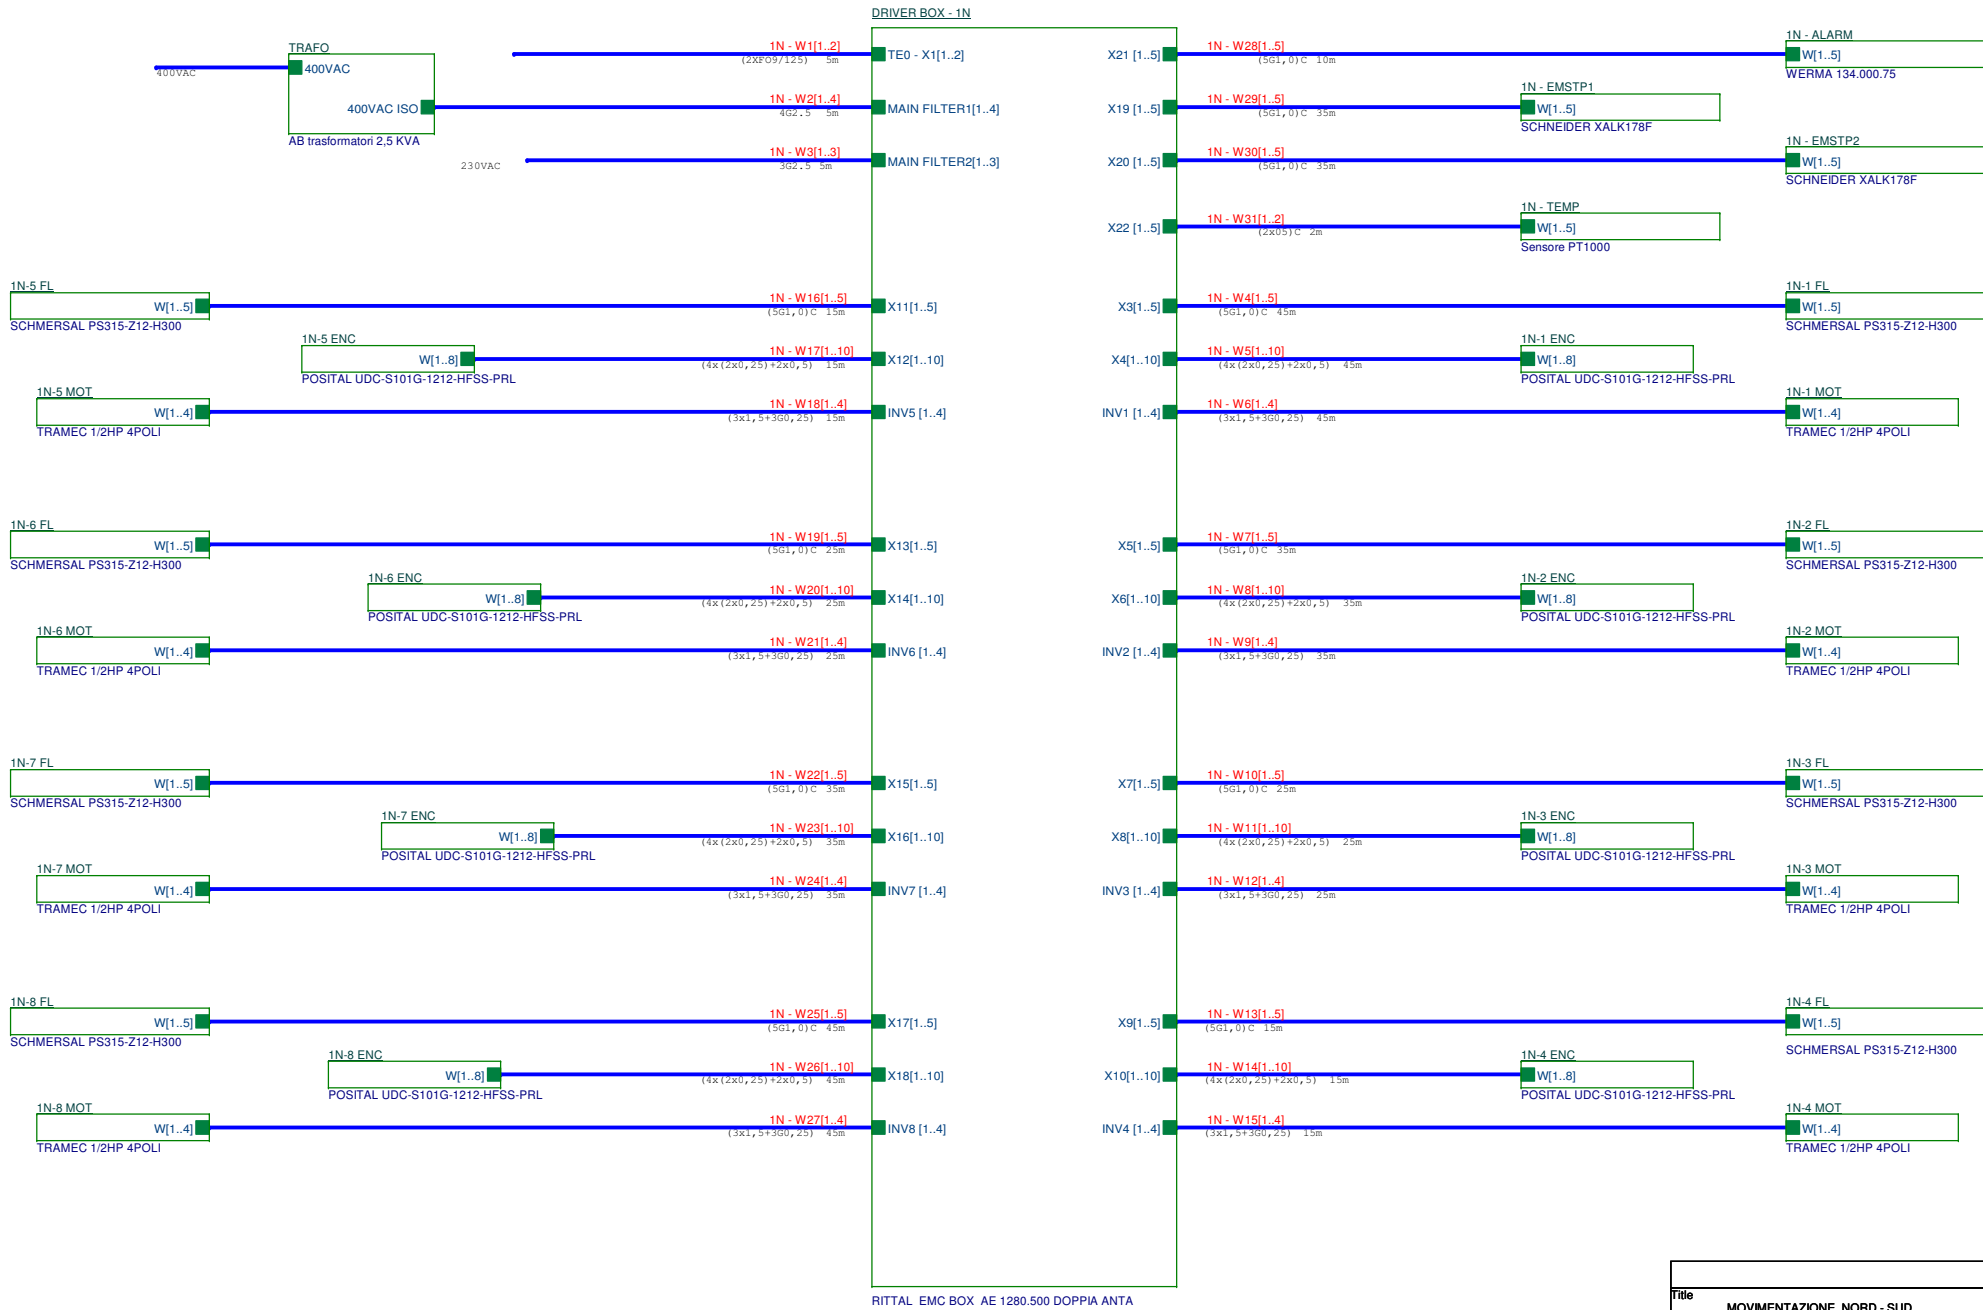 DRIVER BOX - 1N
TRAFO
400VAC
400VAC
400VAC ISO
AB trasformatori 2,5 KVA
230VAC
1N - W1[1..2]
(2XFO9/125) 5m
TE0 - X1[1..2]
1N - W2[1..4]
4G2.5 5m
MAIN FILTER1[1..4]
1N - W3[1..3]
3G2.5 5m
MAIN FILTER2[1..3]
X21 [1..5]
1N - W28[1..5]
(5G1,0)C 10m
1N - ALARM
W[1..5]
WERMA 134.000.75
X19 [1..5]
1N - W29[1..5]
(5G1,0)C 35m
1N - EMSTP1
W[1..5]
SCHNEIDER XALK178F
X20 [1..5]
1N - W30[1..5]
(5G1,0)C 35m
1N - EMSTP2
W[1..5]
SCHNEIDER XALK178F
X22 [1..5]
1N - W31[1..2]
(2x05)C 2m
1N - TEMP
W[1..5]
Sensore PT1000
1N-5 FL
W[1..5]
SCHMERSAL PS315-Z12-H300
1N - W16[1..5]
(5G1,0)C 15m
X11[1..5]
1N-5 ENC
W[1..8]
POSITAL UDC-S101G-1212-HFSS-PRL
1N - W17[1..10]
(4x(2x0,25)+2x0,5) 15m
X12[1..10]
1N-5 MOT
W[1..4]
TRAMEC 1/2HP 4POLI
1N - W18[1..4]
(3x1,5+3G0,25) 15m
INV5 [1..4]
X3[1..5]
1N - W4[1..5]
(5G1,0)C 45m
1N-1 FL
W[1..5]
SCHMERSAL PS315-Z12-H300
X4[1..10]
1N - W5[1..10]
(4x(2x0,25)+2x0,5) 45m
1N-1 ENC
W[1..8]
POSITAL UDC-S101G-1212-HFSS-PRL
INV1 [1..4]
1N - W6[1..4]
(3x1,5+3G0,25) 45m
1N-1 MOT
W[1..4]
TRAMEC 1/2HP 4POLI
1N-6 FL
W[1..5]
SCHMERSAL PS315-Z12-H300
1N - W19[1..5]
(5G1,0)C 25m
X13[1..5]
1N-6 ENC
W[1..8]
POSITAL UDC-S101G-1212-HFSS-PRL
1N - W20[1..10]
(4x(2x0,25)+2x0,5) 25m
X14[1..10]
1N-6 MOT
W[1..4]
TRAMEC 1/2HP 4POLI
1N - W21[1..4]
(3x1,5+3G0,25) 25m
INV6 [1..4]
X5[1..5]
1N - W7[1..5]
(5G1,0)C 35m
1N-2 FL
W[1..5]
SCHMERSAL PS315-Z12-H300
X6[1..10]
1N - W8[1..10]
(4x(2x0,25)+2x0,5) 35m
1N-2 ENC
W[1..8]
POSITAL UDC-S101G-1212-HFSS-PRL
INV2 [1..4]
1N - W9[1..4]
(3x1,5+3G0,25) 35m
1N-2 MOT
W[1..4]
TRAMEC 1/2HP 4POLI
1N-7 FL
W[1..5]
SCHMERSAL PS315-Z12-H300
1N - W22[1..5]
(5G1,0)C 35m
X15[1..5]
1N-7 ENC
W[1..8]
POSITAL UDC-S101G-1212-HFSS-PRL
1N - W23[1..10]
(4x(2x0,25)+2x0,5) 35m
X16[1..10]
1N-7 MOT
W[1..4]
TRAMEC 1/2HP 4POLI
1N - W24[1..4]
(3x1,5+3G0,25) 35m
INV7 [1..4]
X7[1..5]
1N - W10[1..5]
(5G1,0)C 25m
1N-3 FL
W[1..5]
SCHMERSAL PS315-Z12-H300
X8[1..10]
1N - W11[1..10]
(4x(2x0,25)+2x0,5) 25m
1N-3 ENC
W[1..8]
POSITAL UDC-S101G-1212-HFSS-PRL
INV3 [1..4]
1N - W12[1..4]
(3x1,5+3G0,25) 25m
1N-3 MOT
W[1..4]
TRAMEC 1/2HP 4POLI
1N-8 FL
W[1..5]
SCHMERSAL PS315-Z12-H300
1N - W25[1..5]
(5G1,0)C 45m
X17[1..5]
1N-8 ENC
W[1..8]
POSITAL UDC-S101G-1212-HFSS-PRL
1N - W26[1..10]
(4x(2x0,25)+2x0,5) 45m
X18[1..10]
1N-8 MOT
W[1..4]
TRAMEC 1/2HP 4POLI
1N - W27[1..4]
(3x1,5+3G0,25) 45m
INV8 [1..4]
X9[1..5]
1N - W13[1..5]
(5G1,0)C 15m
1N-4 FL
W[1..5]
SCHMERSAL PS315-Z12-H300
X10[1..10]
1N - W14[1..10]
(4x(2x0,25)+2x0,5) 15m
1N-4 ENC
W[1..8]
POSITAL UDC-S101G-1212-HFSS-PRL
INV4 [1..4]
1N - W15[1..4]
(3x1,5+3G0,25) 15m
1N-4 MOT
W[1..4]
TRAMEC 1/2HP 4POLI
RITTAL EMC BOX AE 1280.500 DOPPIA ANTA
Title
MOVIMENTAZIONE NORD - SUD